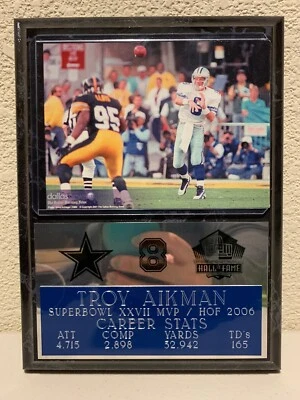 95
8
dallas
8
HALL OF FAME
TROY AIKMAN
SUPERBOWL XXVII MVP / HOF 2006
CAREER STATS
ATT COMP YARDS TD's
4.715 2.898 32.942 165